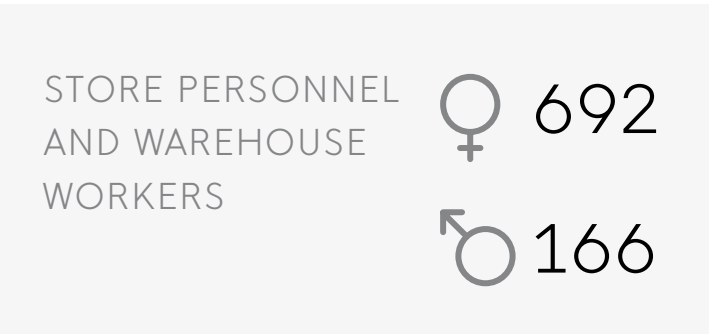 STORE PERSONNEL
AND WAREHOUSE
WORKERS
692
166